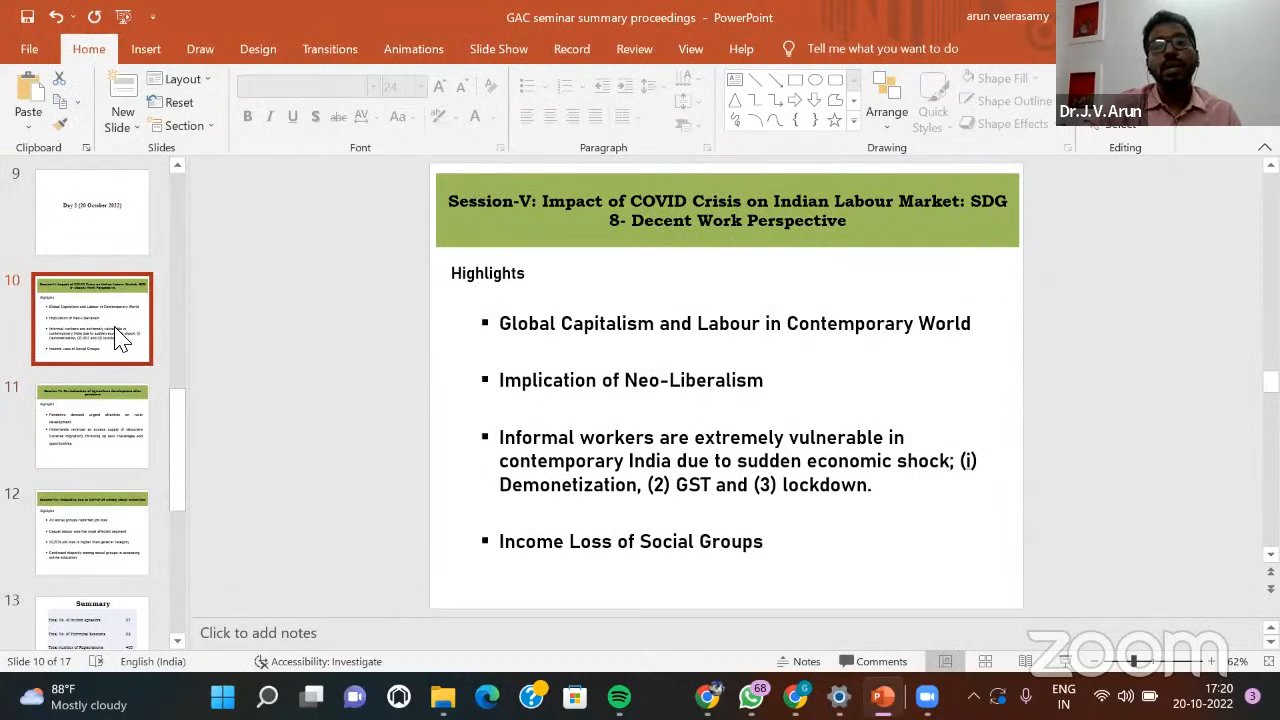 GAC seminar summary proceedings - PowerPoint
arun veerasamy
File Home Insert Draw Design Transitions Animations Slide Show Record Review View Help Tell me what you want to do
Dr.J.V.Arun
Layout
Reset
Section
Paste
New
Slide
Arrange
Quick
Styles
Shape Fill
Shape Outline
Shape Effects
Select
Clipboard Slides Font Drawing Editing
9
Day 2 (20 October 2022)
10
11
12
13
Summary
Session-V: Impact of COVID Crisis on Indian Labour Market: SDG
8- Decent Work Perspective
Highlights
▪ Global Capitalism and Labour in Contemporary World
▪ Implication of Neo-Liberalism
▪ Informal workers are extremely vulnerable in
contemporary India due to sudden economic shock; (i)
Demonetization, (2) GST and (3) lockdown.
▪ Income Loss of Social Groups
Click to add notes
zoom
Slide 10 of 17 English (India) Accessibility: Investigate Notes Comments 62%
88°F
Mostly cloudy
68
ENG
IN
17:20
20-10-2022
3